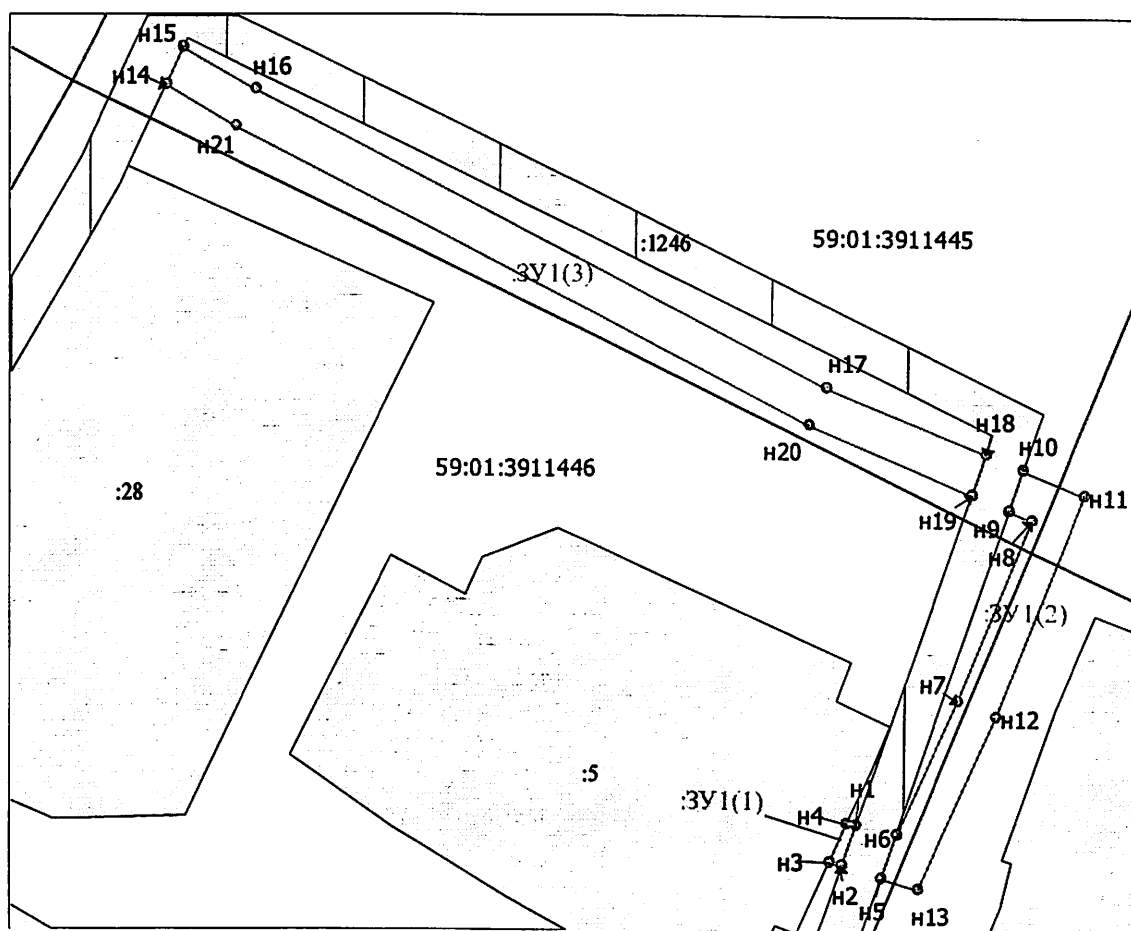 н15
н16
н14
н21
59:01:3911445
:1246
:ЗУ1(3)
н17
н18
н20
н10
59:01:3911446
:28
н11
н19
н9
н8
:ЗУ1(2)
н7
н12
:5
:ЗУ1(1)
н1
н4
н6
н3
н2
н5
н13